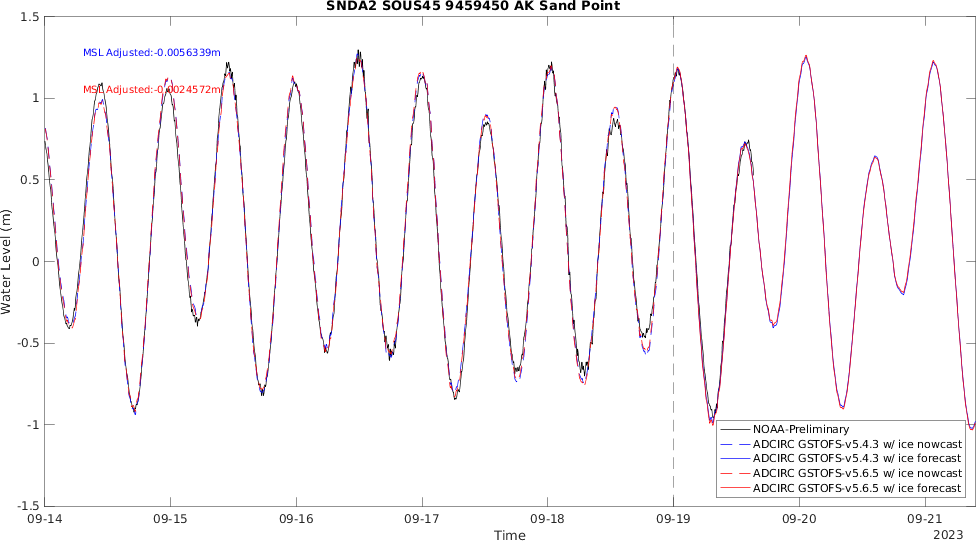 SNDA2 SOUS45 9459450 AK Sand Point
MSL Adjusted:-0.0056339m
MSL Adjusted:-0.0024572m
Water Level (m)
1.5
1
0.5
0
-0.5
-1
-1.5
NOAA-Preliminary
ADCIRC GSTOFS-v5.4.3 w/ ice nowcast
ADCIRC GSTOFS-v5.4.3 w/ ice forecast
ADCIRC GSTOFS-v5.6.5 w/ ice nowcast
ADCIRC GSTOFS-v5.6.5 w/ ice forecast
09-14 09-15 09-16 09-17 09-18 09-19 09-20 09-21
Time
2023